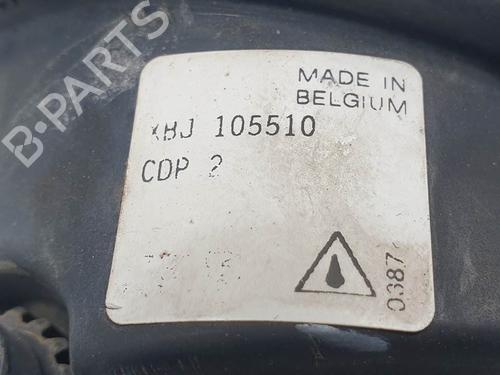 B-PARTS
MADE IN
BELGIUM
XBJ 105510
CDP 2
0387